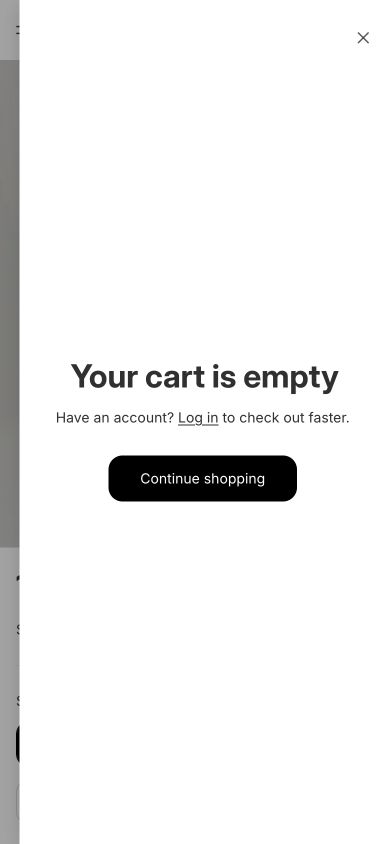 Your cart is empty
Have an account? Log in to check out faster.
Continue shopping